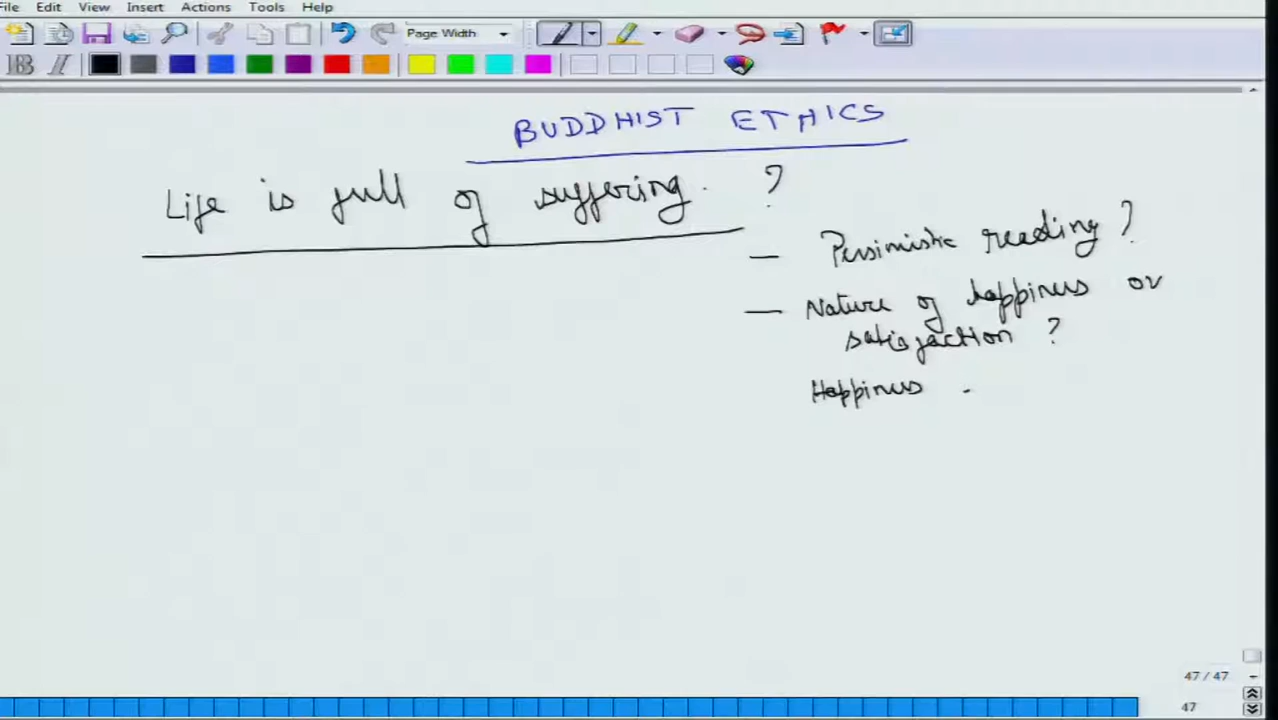 File Edit View Insert Actions Tools Help
Page Width
BUDDHIST ETHICS
Life is full of suffering. ?
— Pessimistic reading?
— Nature of happiness or
satisfaction ?
Happiness -
47 / 47
47